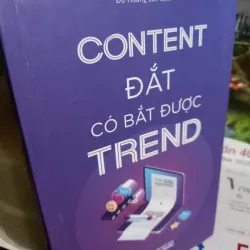 CONTENT
ĐẮT
CÓ BẮT ĐƯỢC
TREND